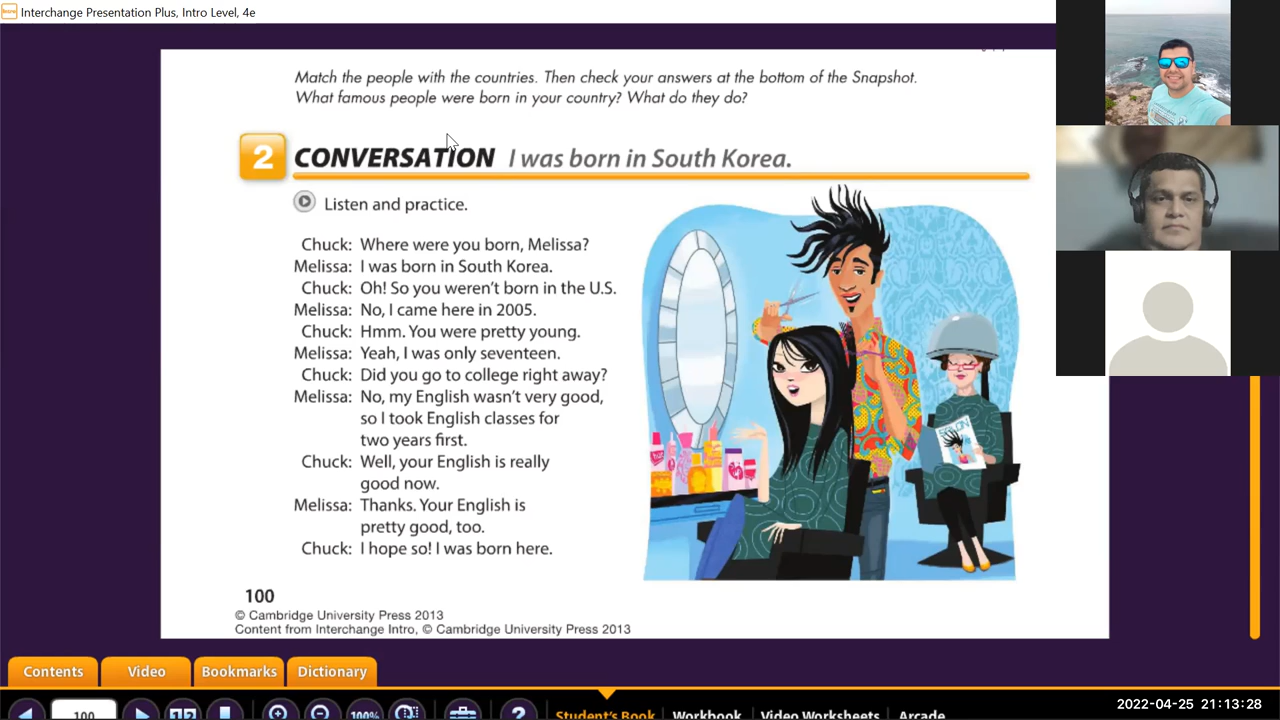 Interchange Presentation Plus, Intro Level, 4e
Match the people with the countries. Then check your answers at the bottom of the Snapshot.
What famous people were born in your country? What do they do?
2 CONVERSATION I was born in South Korea.
Listen and practice.
Chuck: Where were you born, Melissa?
Melissa: I was born in South Korea.
Chuck: Oh! So you weren't born in the U.S.
Melissa: No, I came here in 2005.
Chuck: Hmm. You were pretty young.
Melissa: Yeah, I was only seventeen.
Chuck: Did you go to college right away?
Melissa: No, my English wasn't very good,
so I took English classes for
two years first.
Chuck: Well, your English is really
good now.
Melissa: Thanks. Your English is
pretty good, too.
Chuck: I hope so! I was born here.
100
© Cambridge University Press 2013
Content from Interchange Intro, © Cambridge University Press 2013
Contents Video Bookmarks Dictionary
100 100% ? Student's Book Workbook Video Worksheets Arcade
2022-04-25 21:13:28